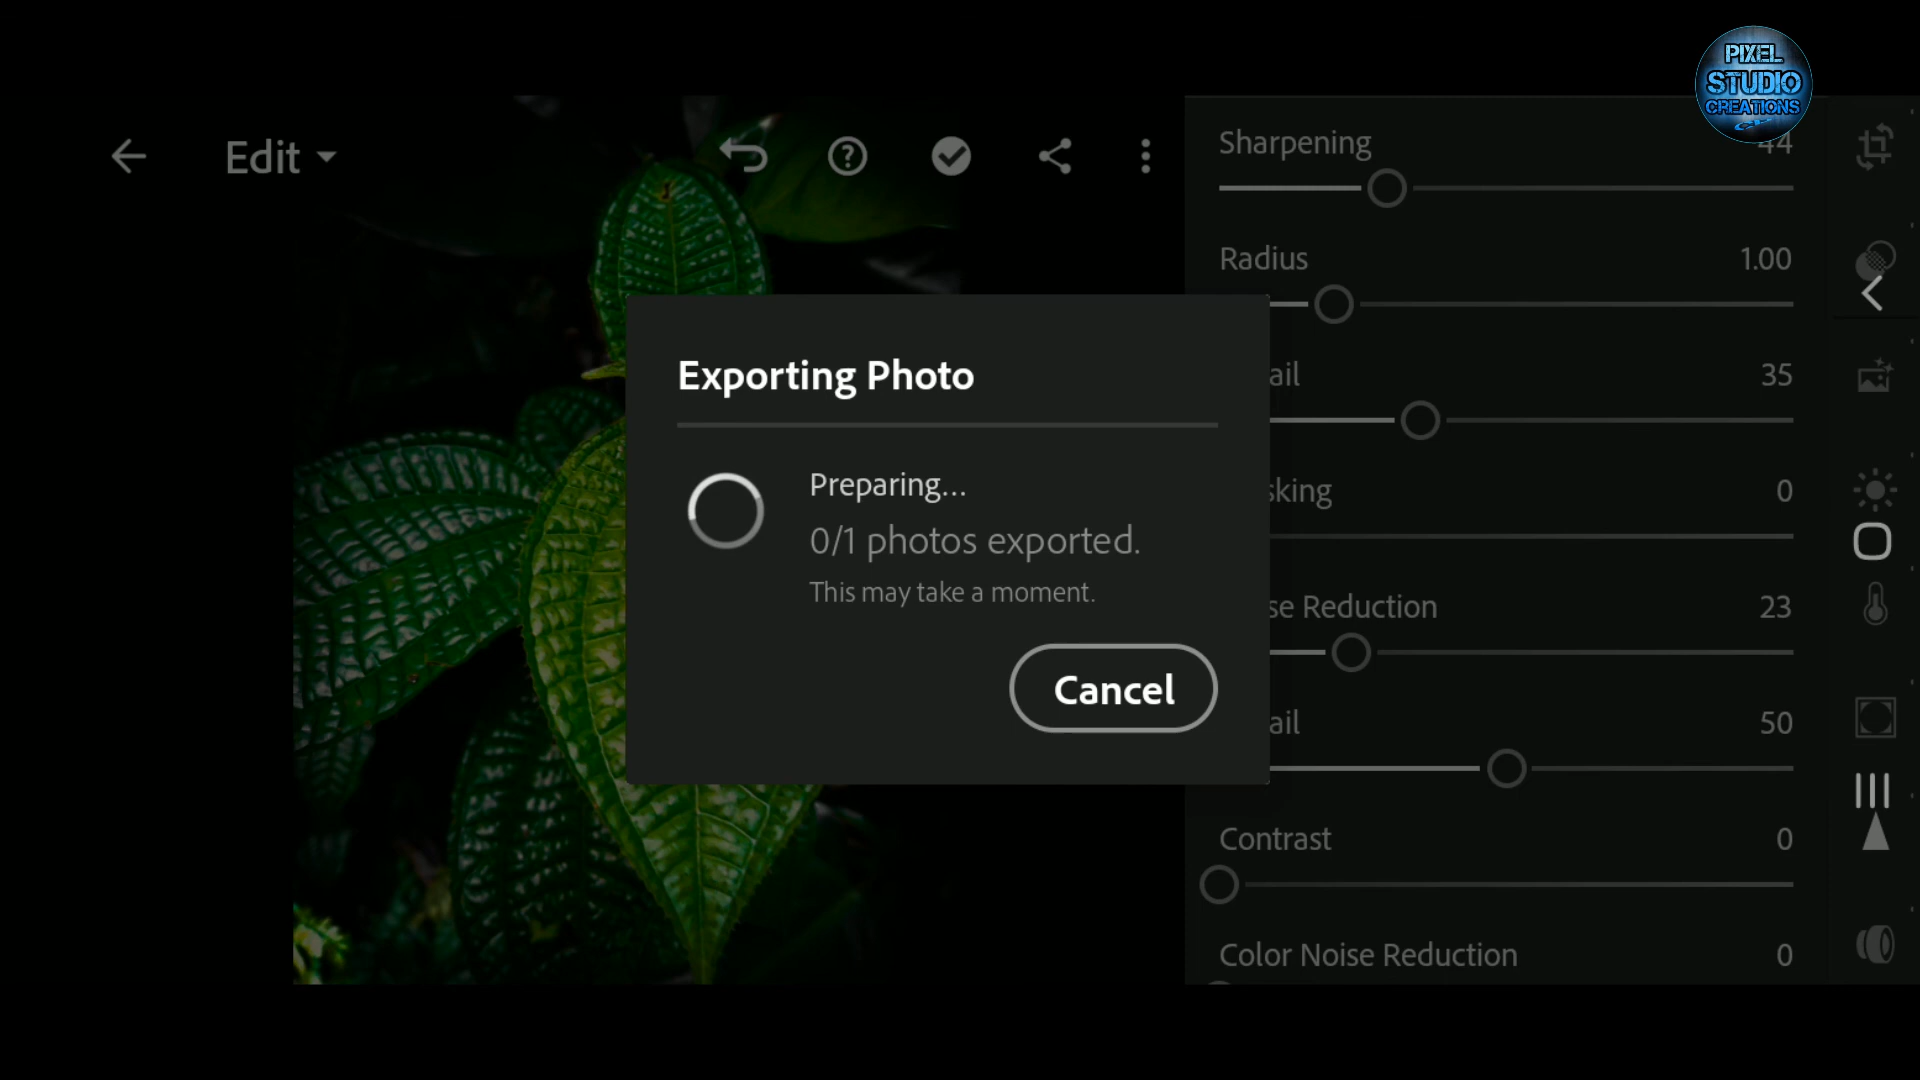 PIXEL
STUDIO
CREATIONS
Edit
Sharpening 44
Radius 1.00
ail 35
sking 0
se Reduction 23
ail 50
Contrast 0
Color Noise Reduction 0
Exporting Photo
Preparing...
0/1 photos exported.
This may take a moment.
Cancel